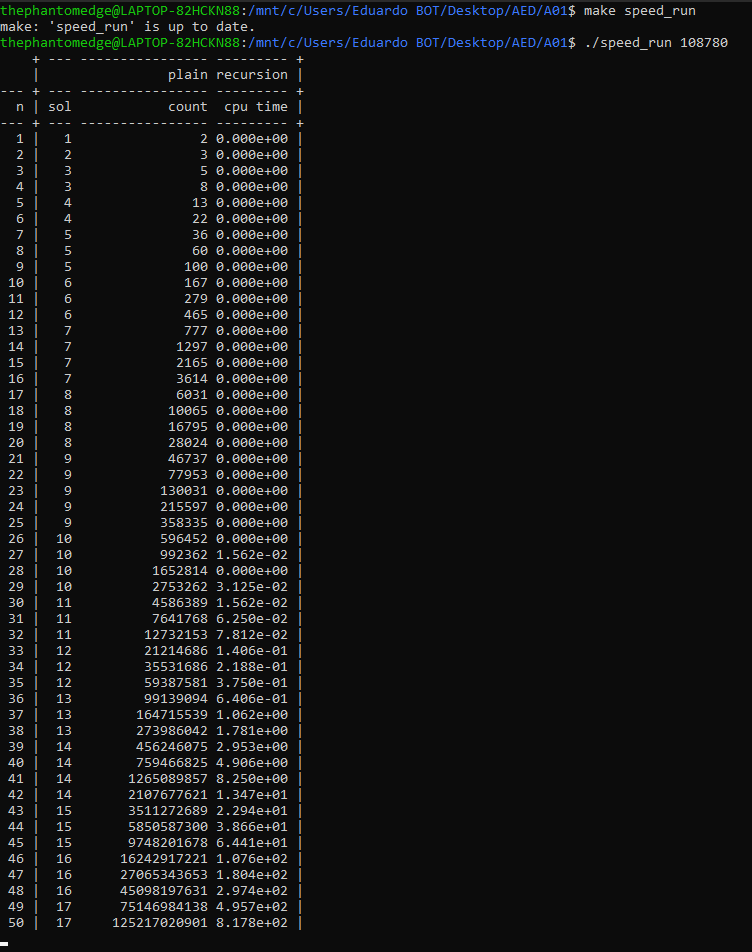 thephantomedge@LAPTOP-82HCKN88:/mnt/c/Users/Eduardo BOT/Desktop/AED/A01$ make speed_run
make: 'speed_run' is up to date.
thephantomedge@LAPTOP-82HCKN88:/mnt/c/Users/Eduardo BOT/Desktop/AED/A01$ ./speed_run 108780
    + --- ---------------- --------- +
    |                plain recursion |
--- + --- ---------------- --------- +
  n | sol            count  cpu time |
--- + --- ---------------- --------- +
  1 |   1                2 0.000e+00 |
  2 |   2                3 0.000e+00 |
  3 |   3                5 0.000e+00 |
  4 |   3                8 0.000e+00 |
  5 |   4               13 0.000e+00 |
  6 |   4               22 0.000e+00 |
  7 |   5               36 0.000e+00 |
  8 |   5               60 0.000e+00 |
  9 |   5              100 0.000e+00 |
 10 |   6              167 0.000e+00 |
 11 |   6              279 0.000e+00 |
 12 |   6              465 0.000e+00 |
 13 |   7              777 0.000e+00 |
 14 |   7             1297 0.000e+00 |
 15 |   7             2165 0.000e+00 |
 16 |   7             3614 0.000e+00 |
 17 |   8             6031 0.000e+00 |
 18 |   8            10065 0.000e+00 |
 19 |   8            16795 0.000e+00 |
 20 |   8            28024 0.000e+00 |
 21 |   9            46737 0.000e+00 |
 22 |   9            77953 0.000e+00 |
 23 |   9           130031 0.000e+00 |
 24 |   9           215597 0.000e+00 |
 25 |   9           358335 0.000e+00 |
 26 |  10           596452 0.000e+00 |
 27 |  10           992362 1.562e-02 |
 28 |  10          1652814 0.000e+00 |
 29 |  10          2753262 3.125e-02 |
 30 |  11          4586389 1.562e-02 |
 31 |  11          7641768 6.250e-02 |
 32 |  11         12732153 7.812e-02 |
 33 |  12         21214686 1.406e-01 |
 34 |  12         35531686 2.188e-01 |
 35 |  12         59387581 3.750e-01 |
 36 |  13         99139094 6.406e-01 |
 37 |  13        164715539 1.062e+00 |
 38 |  13        273986042 1.781e+00 |
 39 |  14        456246075 2.953e+00 |
 40 |  14        759466825 4.906e+00 |
 41 |  14       1265089857 8.250e+00 |
 42 |  14       2107677621 1.347e+01 |
 43 |  15       3511272689 2.294e+01 |
 44 |  15       5850587300 3.866e+01 |
 45 |  15       9748201678 6.441e+01 |
 46 |  16      16242917221 1.076e+02 |
 47 |  16      27065343653 1.804e+02 |
 48 |  16      45098197631 2.974e+02 |
 49 |  17      75146984138 4.957e+02 |
 50 |  17     125217020901 8.178e+02 |